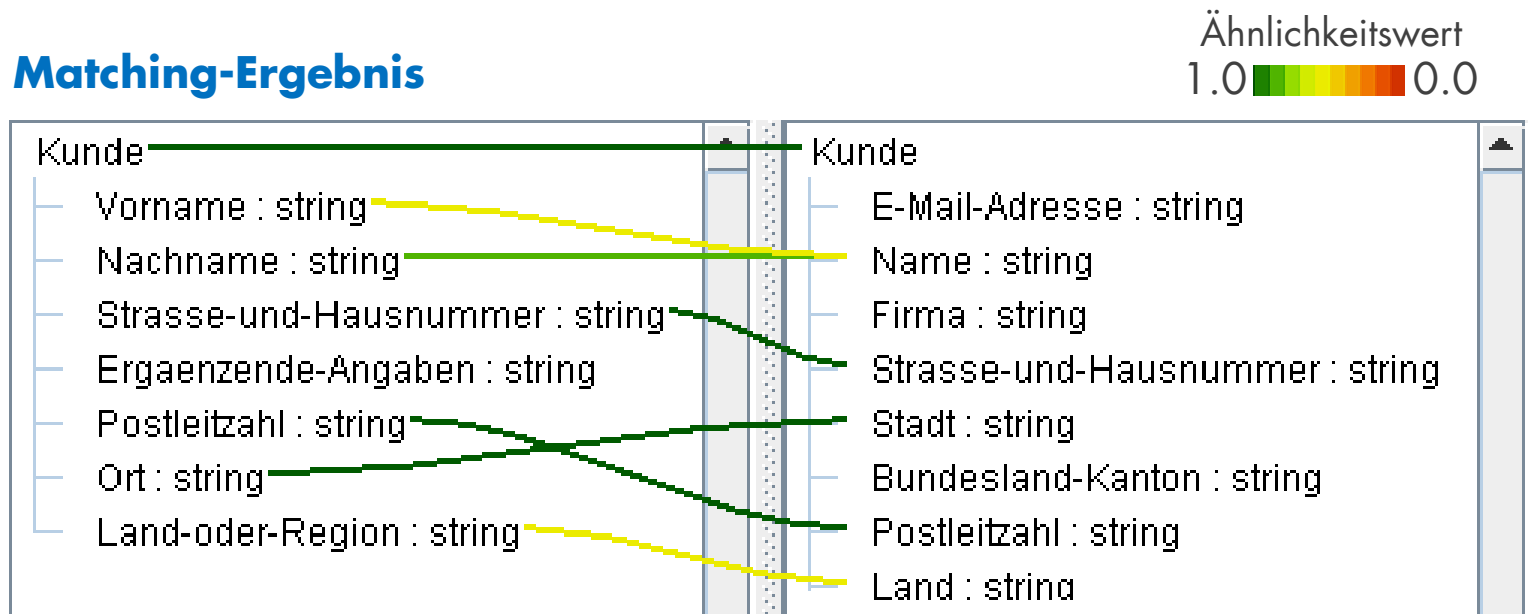 Matching-Ergebnis
Ähnlichkeitswert
1.0 0.0
Kunde
Vorname : string
Nachname : string
Strasse-und-Hausnummer : string
Ergaenzende-Angaben : string
Postleitzahl : string
Ort : string
Land-oder-Region : string
Kunde
E-Mail-Adresse : string
Name : string
Firma : string
Strasse-und-Hausnummer : string
Stadt : string
Bundesland-Kanton : string
Postleitzahl : string
Land : string